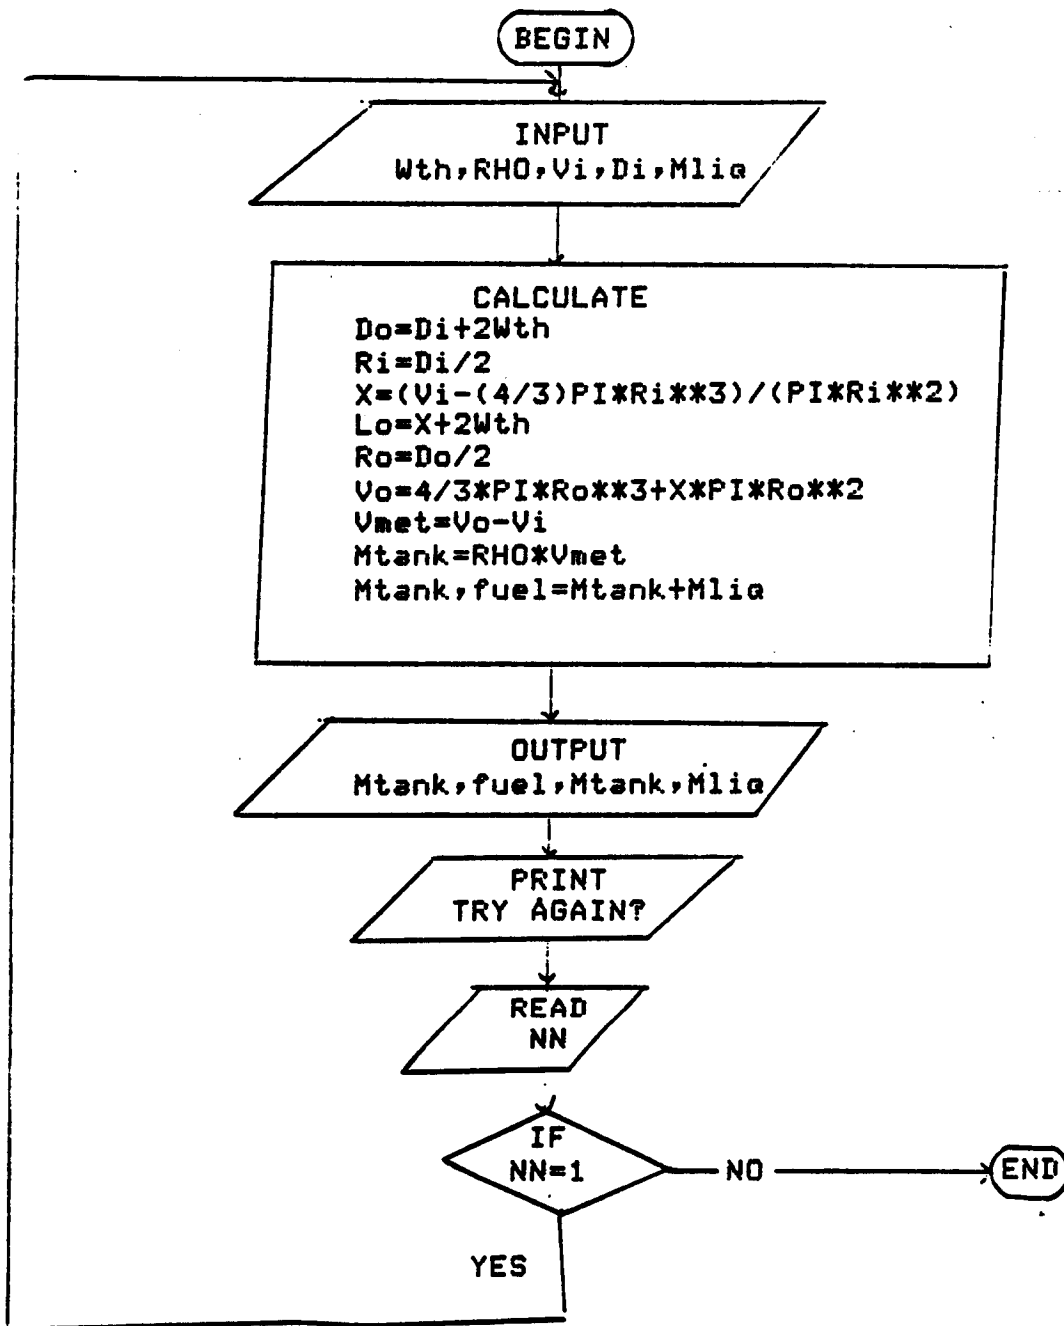 BEGIN
INPUT
Wth,RHO,Vi,Di,Mliq
CALCULATE
Do=Di+2Wth
Ri=Di/2
X=(Vi-(4/3)PI*Ri**3)/(PI*Ri**2)
Lo=X+2Wth
Ro=Do/2
Vo=4/3*PI*Ro**3+X*PI*Ro**2
Vmet=Vo-Vi
Mtank=RHO*Vmet
Mtank,fuel=Mtank+Mliq
OUTPUT
Mtank,fuel,Mtank,Mliq
PRINT
TRY AGAIN?
READ
NN
IF
NN=1
NO
END
YES